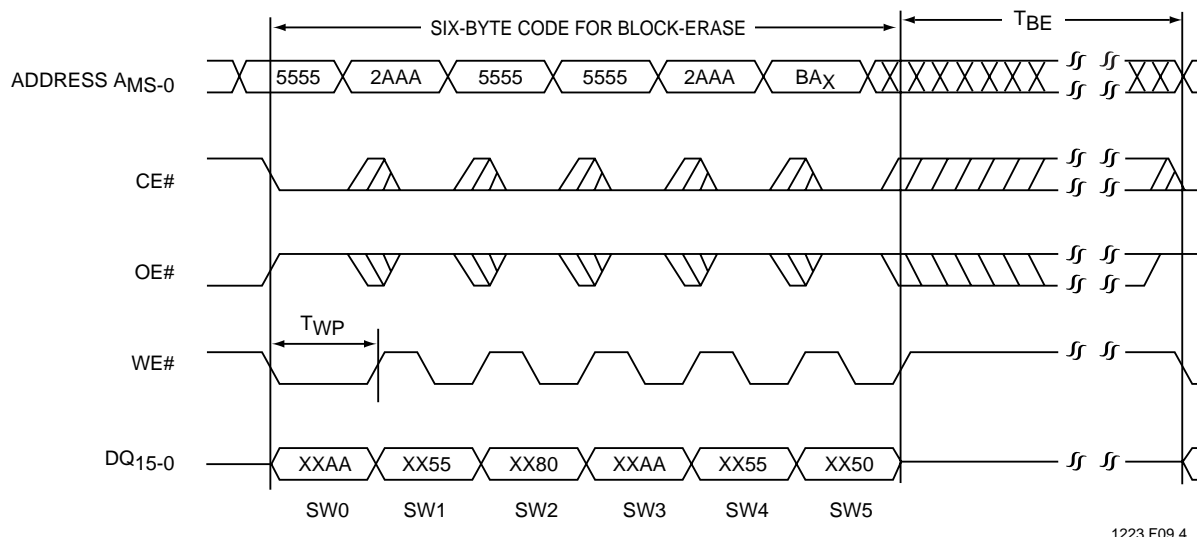 SIX-BYTE CODE FOR BLOCK-ERASE
TBE
ADDRESS AMS-0
5555 2AAA 5555 5555 2AAA BAX
CE#
OE#
TWP
WE#
DQ15-0
XXAA XX55 XX80 XXAA XX55 XX50
SW0 SW1 SW2 SW3 SW4 SW5
1223 F09.4